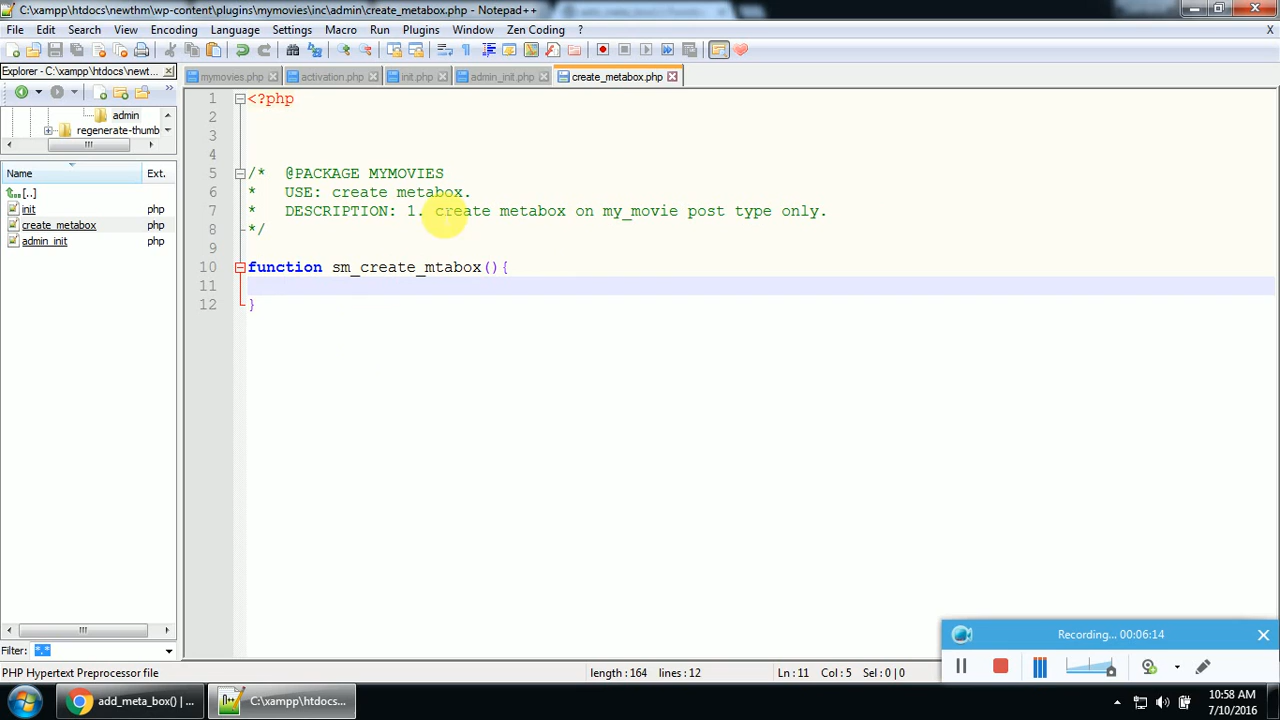 C:\xampp\htdocs\newthm\wp-content\plugins\mymovies\inc\admin\create_metabox.php - Notepad++
File Edit Search View Encoding Language Settings Macro Run Plugins Window Zen Coding ? X
Explorer - C:\xampp\htdocs\newt...
mymovies.php activation.php init.php admin_init.php create_metabox.php
admin
regenerate-thumb
Name Ext.
[..]
init php
create_metabox php
admin_init php
Filter: *.*
1 <?php
2
3
4
5 /* @PACKAGE MYMOVIES
6 * USE: create metabox.
7 * DESCRIPTION: 1. create metabox on my_movie post type only.
8 */
9
10 function sm_create_mtabox(){
11
12 }
Recording... 00:06:14
PHP Hypertext Preprocessor file length : 164 lines : 12 Ln : 11 Col : 5 Sel : 0 | 0
add_meta_box() | ... C:\xampp\htdocs... 10:58 AM
7/10/2016